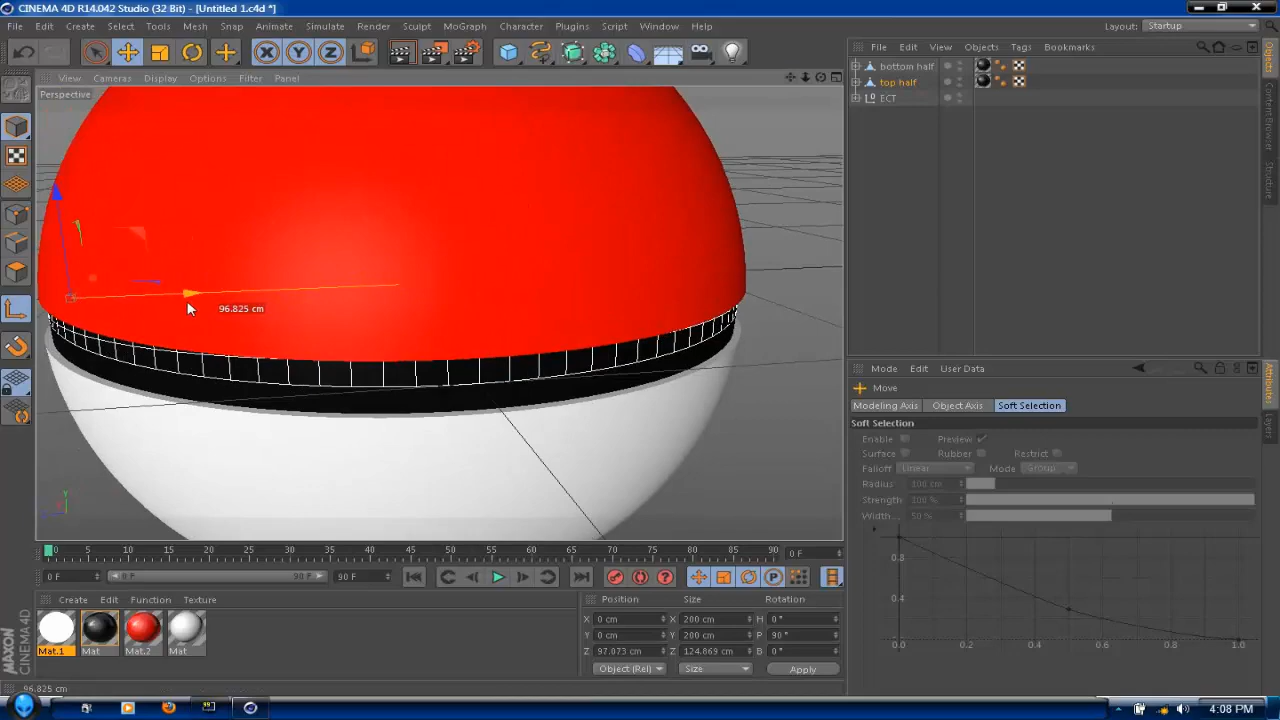 CINEMA 4D R14.042 Studio (32 Bit) - [Untitled 1.c4d *]
File Edit Create Select Tools Mesh Snap Animate Simulate Render Sculpt MoGraph Character Plugins Script Window Help
Layout: Startup
File Edit View Objects Tags Bookmarks
View Cameras Display Options Filter Panel
Perspective
bottom half
top half
ECT
Objects
Content Browser
Structure
96.825 cm
Mode Edit User Data
Move
Modeling Axis Object Axis Soft Selection
Soft Selection
Enable Preview
Surface Rubber Restrict
Falloff Linear Mode Group
Radius 100 cm
Strength 100 %
Width... 50 %
0.8
0.4
0.0 0.2 0.4 0.6 0.8 1.0
Attributes
Layers
Y
0 5 10 15 20 25 30 35 40 45 50 55 60 65 70 75 80 85 90 0 F
0 F 0 F 90 F 90 F
P
Create Edit Function Texture
Mat.1 Mat Mat.2 Mat
Position Size Rotation
X 0 cm X 200 cm H 0 °
Y 0 cm Y 200 cm P 90 °
Z 97.073 cm Z 124.869 cm B 0 °
Object (Rel) Size Apply
MAXON
CINEMA 4D
96.825 cm
4:08 PM